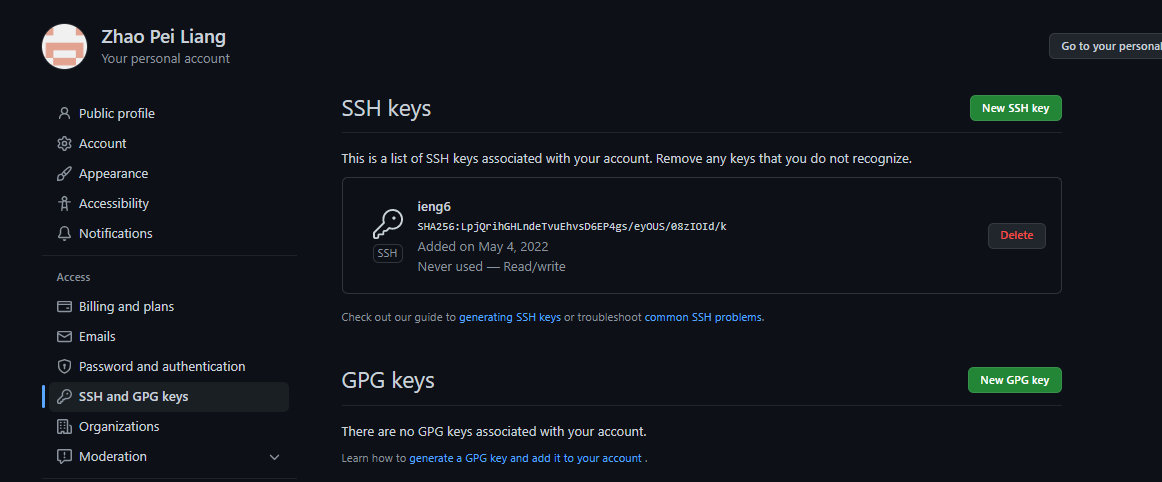 Zhao Pei Liang
Your personal account
Go to your personal
Public profile
Account
Appearance
Accessibility
Notifications
Access
Billing and plans
Emails
Password and authentication
SSH and GPG keys
Organizations
Moderation
SSH keys
New SSH key
This is a list of SSH keys associated with your account. Remove any keys that you do not recognize.
ieng6
SHA256:LpjQrihGHLndeTvuEhvsD6EP4gs/eyOUS/08zIOId/k
Added on May 4, 2022
Never used — Read/write
SSH
Delete
Check out our guide to generating SSH keys or troubleshoot common SSH problems.
GPG keys
New GPG key
There are no GPG keys associated with your account.
Learn how to generate a GPG key and add it to your account .